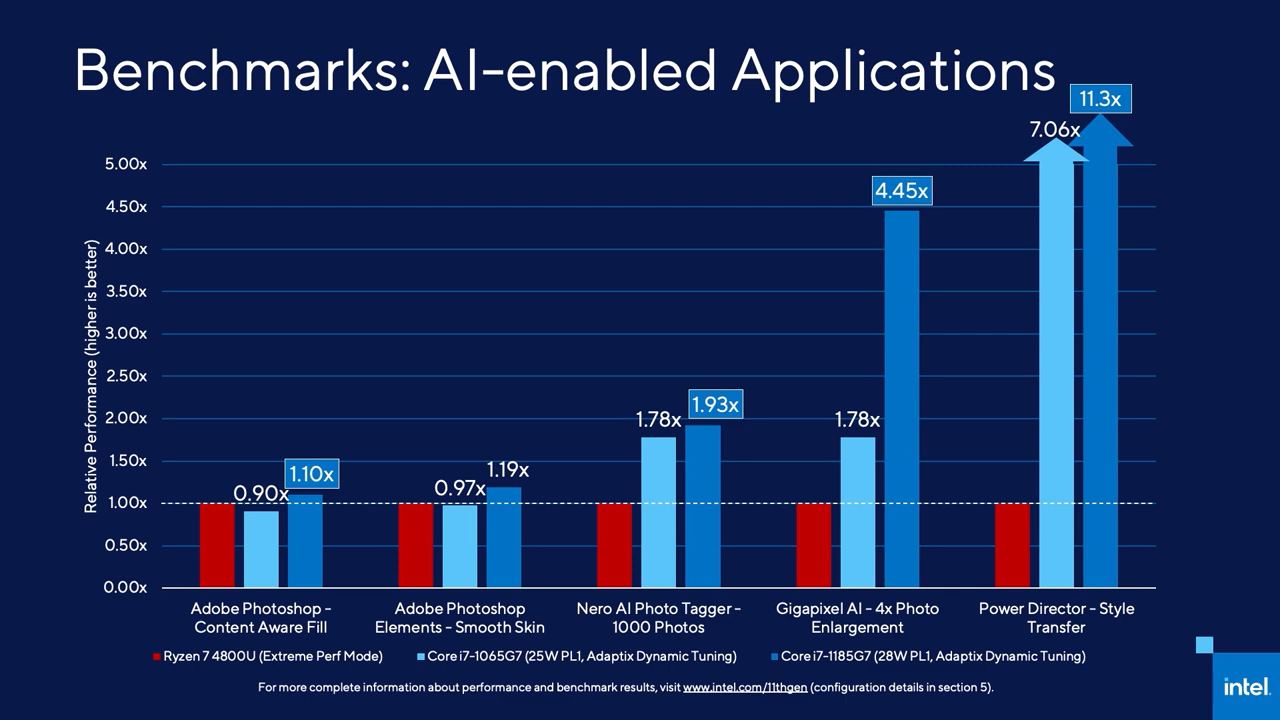 Benchmarks: AI-enabled Applications
11.3x
7.06x
5.00x
4.50x
4.45x
4.00x
3.50x
3.00x
2.50x
2.00x
1.78x
1.93x
1.78x
1.50x
0.90x
1.10x
0.97x
1.19x
1.00x
0.50x
0.00x
Relative Performance (higher is better)
Adobe Photoshop -
Content Aware Fill
Adobe Photoshop
Elements - Smooth Skin
Nero AI Photo Tagger -
1000 Photos
Gigapixel AI - 4x Photo
Enlargement
Power Director - Style
Transfer
Ryzen 7 4800U (Extreme Perf Mode)
Core i7-1065G7 (25W PL1, Adaptix Dynamic Tuning)
Core i7-1185G7 (28W PL1, Adaptix Dynamic Tuning)
For more complete information about performance and benchmark results, visit www.intel.com/11thgen (configuration details in section 5).
intel.